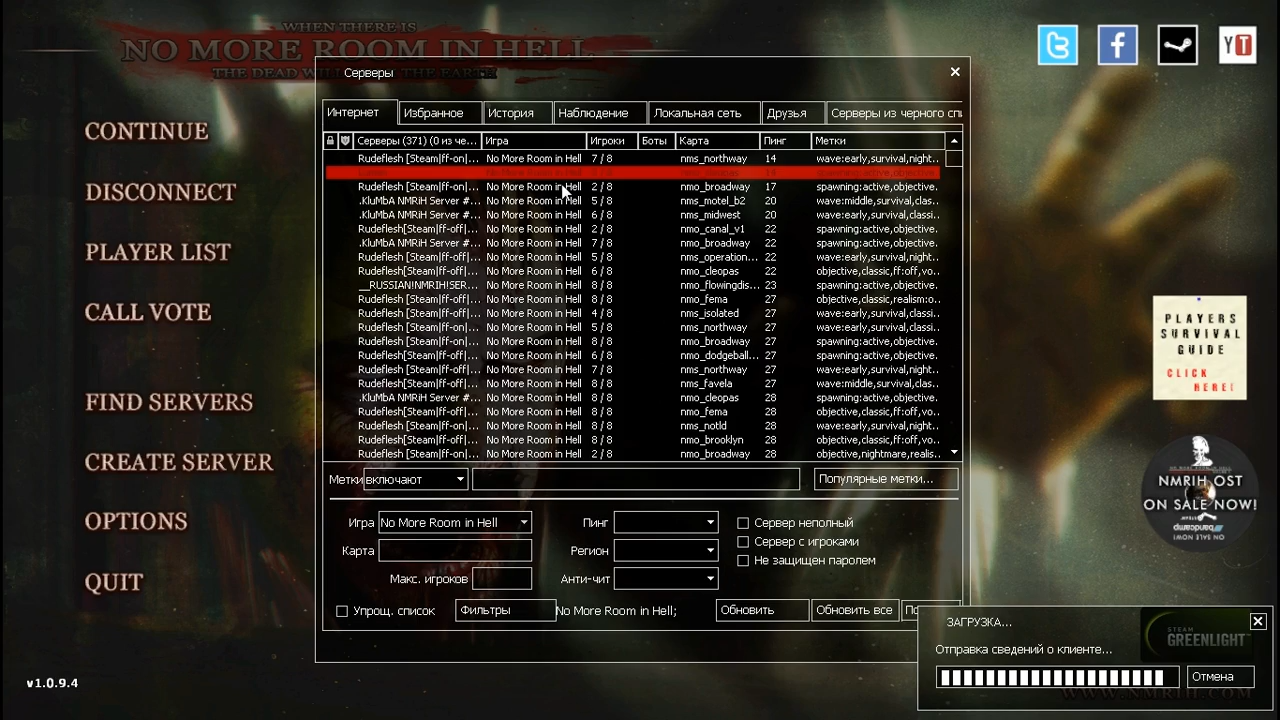 WHEN THERE IS
NO MORE ROOM IN HELL
THE DEAD WILL THE EARTH
CONTINUE
DISCONNECT
PLAYER LIST
CALL VOTE
FIND SERVERS
CREATE SERVER
OPTIONS
QUIT
v1.0.9.4
Серверы
Интернет Избранное История Наблюдение Локальная сеть Друзья Серверы из черного спи
Серверы (371) (0 из че... Игра Игроки Боты Карта Пинг Метки
Rudeflesh [Steam|ff-on|... No More Room in Hell 7 / 8 nms_northway 14 wave:early,survival,night..
Rudeflesh [Steam|ff-on|... No More Room in Hell 2 / 8 nmo_broadway 17 spawning:active,objective.
.KluMbA NMRiH Server #... No More Room in Hell 5 / 8 nms_motel_b2 20 wave:middle,survival,clas..
.KluMbA NMRiH Server #... No More Room in Hell 6 / 8 nms_midwest 20 wave:early,survival,classi..
Rudeflesh[Steam|ff-on|... No More Room in Hell 2 / 8 nmo_canal_v1 22 spawning:active,objective.
.KluMbA NMRiH Server #... No More Room in Hell 7 / 8 nmo_broadway 22 spawning:active,objective.
Rudeflesh[Steam|ff-off|... No More Room in Hell 5 / 8 nms_operation... 22 wave:early,survival,classi..
Rudeflesh[Steam|ff-off|... No More Room in Hell 6 / 8 nmo_cleopas 22 objective,classic,ff:off,vo..
__RUSSIAN!NMRIH!SER... No More Room in Hell 8 / 8 nmo_flowingdis... 23 spawning:active,objective.
Rudeflesh[Steam|ff-off|... No More Room in Hell 8 / 8 nmo_fema 27 objective,classic,realism:o..
Rudeflesh[Steam|ff-off|... No More Room in Hell 4 / 8 nms_isolated 27 wave:early,survival,classi..
Rudeflesh[Steam|ff-off|... No More Room in Hell 5 / 8 nms_northway 27 wave:early,survival,classi..
Rudeflesh[Steam|ff-off|... No More Room in Hell 8 / 8 nmo_broadway 27 spawning:active,objective.
Rudeflesh[Steam|ff-off|... No More Room in Hell 6 / 8 nmo_dodgeball... 27 wave:early,survival,classi..
Rudeflesh[Steam|ff-off|... No More Room in Hell 7 / 8 nms_northway 27 wave:early,survival,night..
Rudeflesh[Steam|ff-off|... No More Room in Hell 8 / 8 nms_favela 27 wave:middle,survival,clas..
.KluMbA NMRiH Server #... No More Room in Hell 8 / 8 nmo_cleopas 28 spawning:active,objective.
Rudeflesh[Steam|ff-off|... No More Room in Hell 8 / 8 nmo_fema 28 objective,classic,ff:off,vo..
Rudeflesh[Steam|ff-off|... No More Room in Hell 8 / 8 nms_notld 28 wave:early,survival,night..
Rudeflesh[Steam|ff-off|... No More Room in Hell 8 / 8 nmo_brooklyn 28 objective,classic,ff:off,vo..
Rudeflesh[Steam|ff-off|... No More Room in Hell 2 / 8 nmo_broadway 28 objective,nightmare,realis..
Метки включают Популярные метки...
Игра No More Room in Hell Пинг Сервер неполный
Сервер с игроками
Карта Регион Не защищен паролем
Макс. игроков Анти-чит
Упрощ. список Фильтры No More Room in Hell; Обновить Обновить все По
YT
PLAYERS
SURVIVAL
GUIDE
CLICK
HERE!
NMRIH OST
ON SALE NOW!
bandcamp
ON SALE NOW!
ЗАГРУЗКА...
STEAM
GREENLIGHT
Отправка сведений о клиенте...
Отмена
WWW.NMRIH.COM